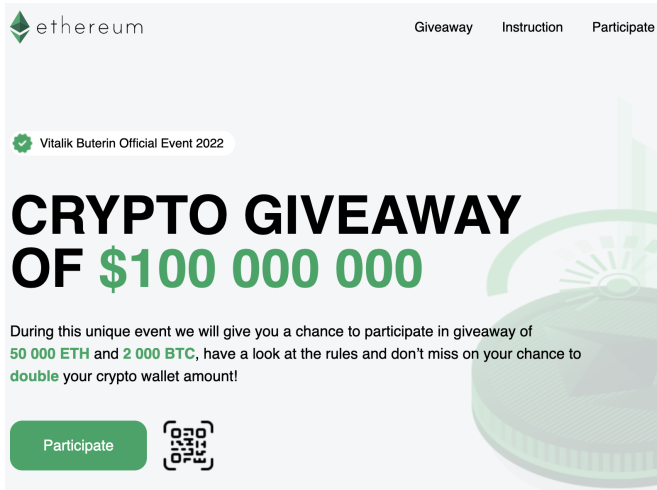 ethereum
Giveaway Instruction Participate
Vitalik Buterin Official Event 2022
CRYPTO GIVEAWAY
OF $100 000 000
During this unique event we will give you a chance to participate in giveaway of
50 000 ETH and 2 000 BTC, have a look at the rules and don't miss on your chance to
double your crypto wallet amount!
Participate